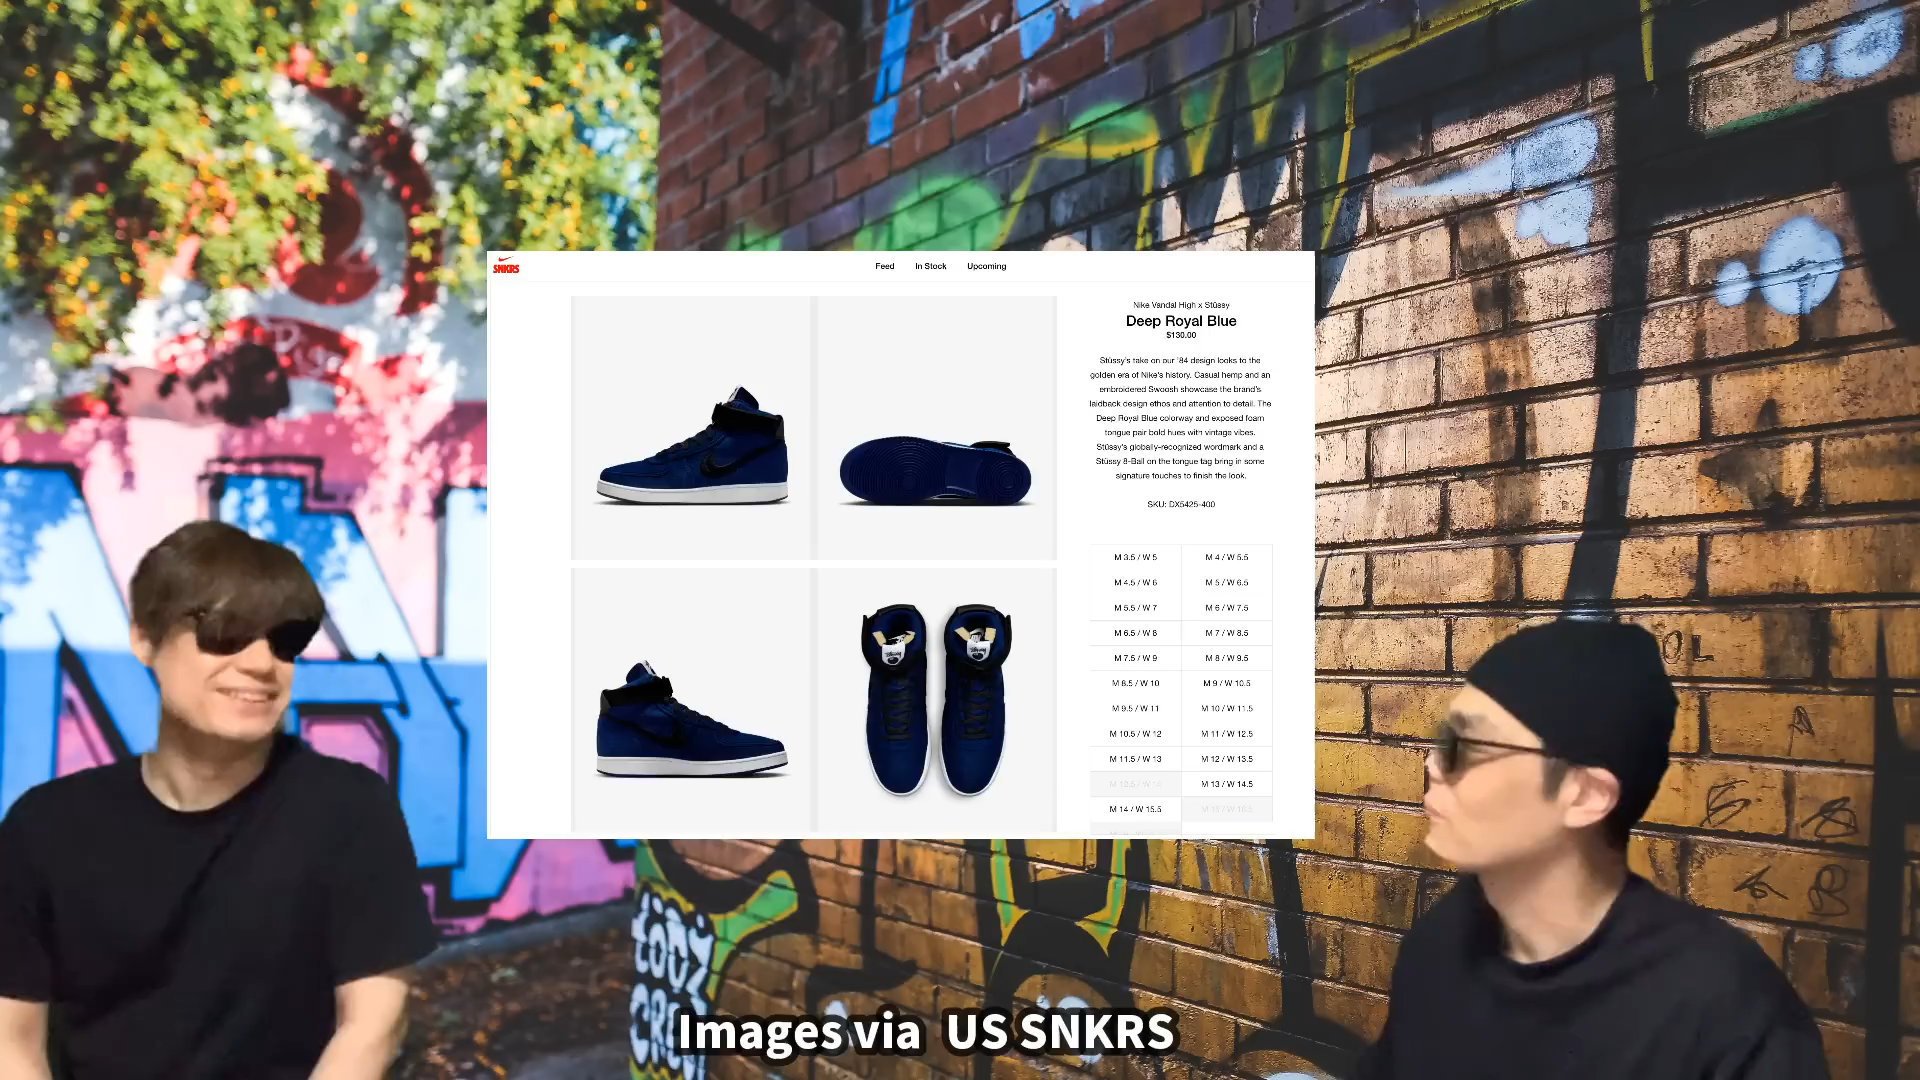 SNKRS
Feed In Stock Upcoming
Nike Vandal High x Stüssy
Deep Royal Blue
$130.00
Stüssy's take on our '84 design looks to the
golden era of Nike's history. Casual hemp and an
embroidered Swoosh showcase the brand's
laidback design ethos and attention to detail. The
Deep Royal Blue colorway and exposed foam
tongue pair bold hues with vintage vibes.
Stüssy's globally-recognized wordmark and a
Stüssy 8-Ball on the tongue tag bring in some
signature touches to finish the look.
SKU: DX5425-400
M 3.5 / W 5 M 4 / W 5.5
M 4.5 / W 6 M 5 / W 6.5
M 5.5 / W 7 M 6 / W 7.5
M 6.5 / W 8 M 7 / W 8.5
M 7.5 / W 9 M 8 / W 9.5
M 8.5 / W 10 M 9 / W 10.5
M 9.5 / W 11 M 10 / W 11.5
M 10.5 / W 12 M 11 / W 12.5
M 11.5 / W 13 M 12 / W 13.5
M 12.5 / W 14 M 13 / W 14.5
M 14 / W 15.5 M 15 / W 16.5
Images via US SNKRS